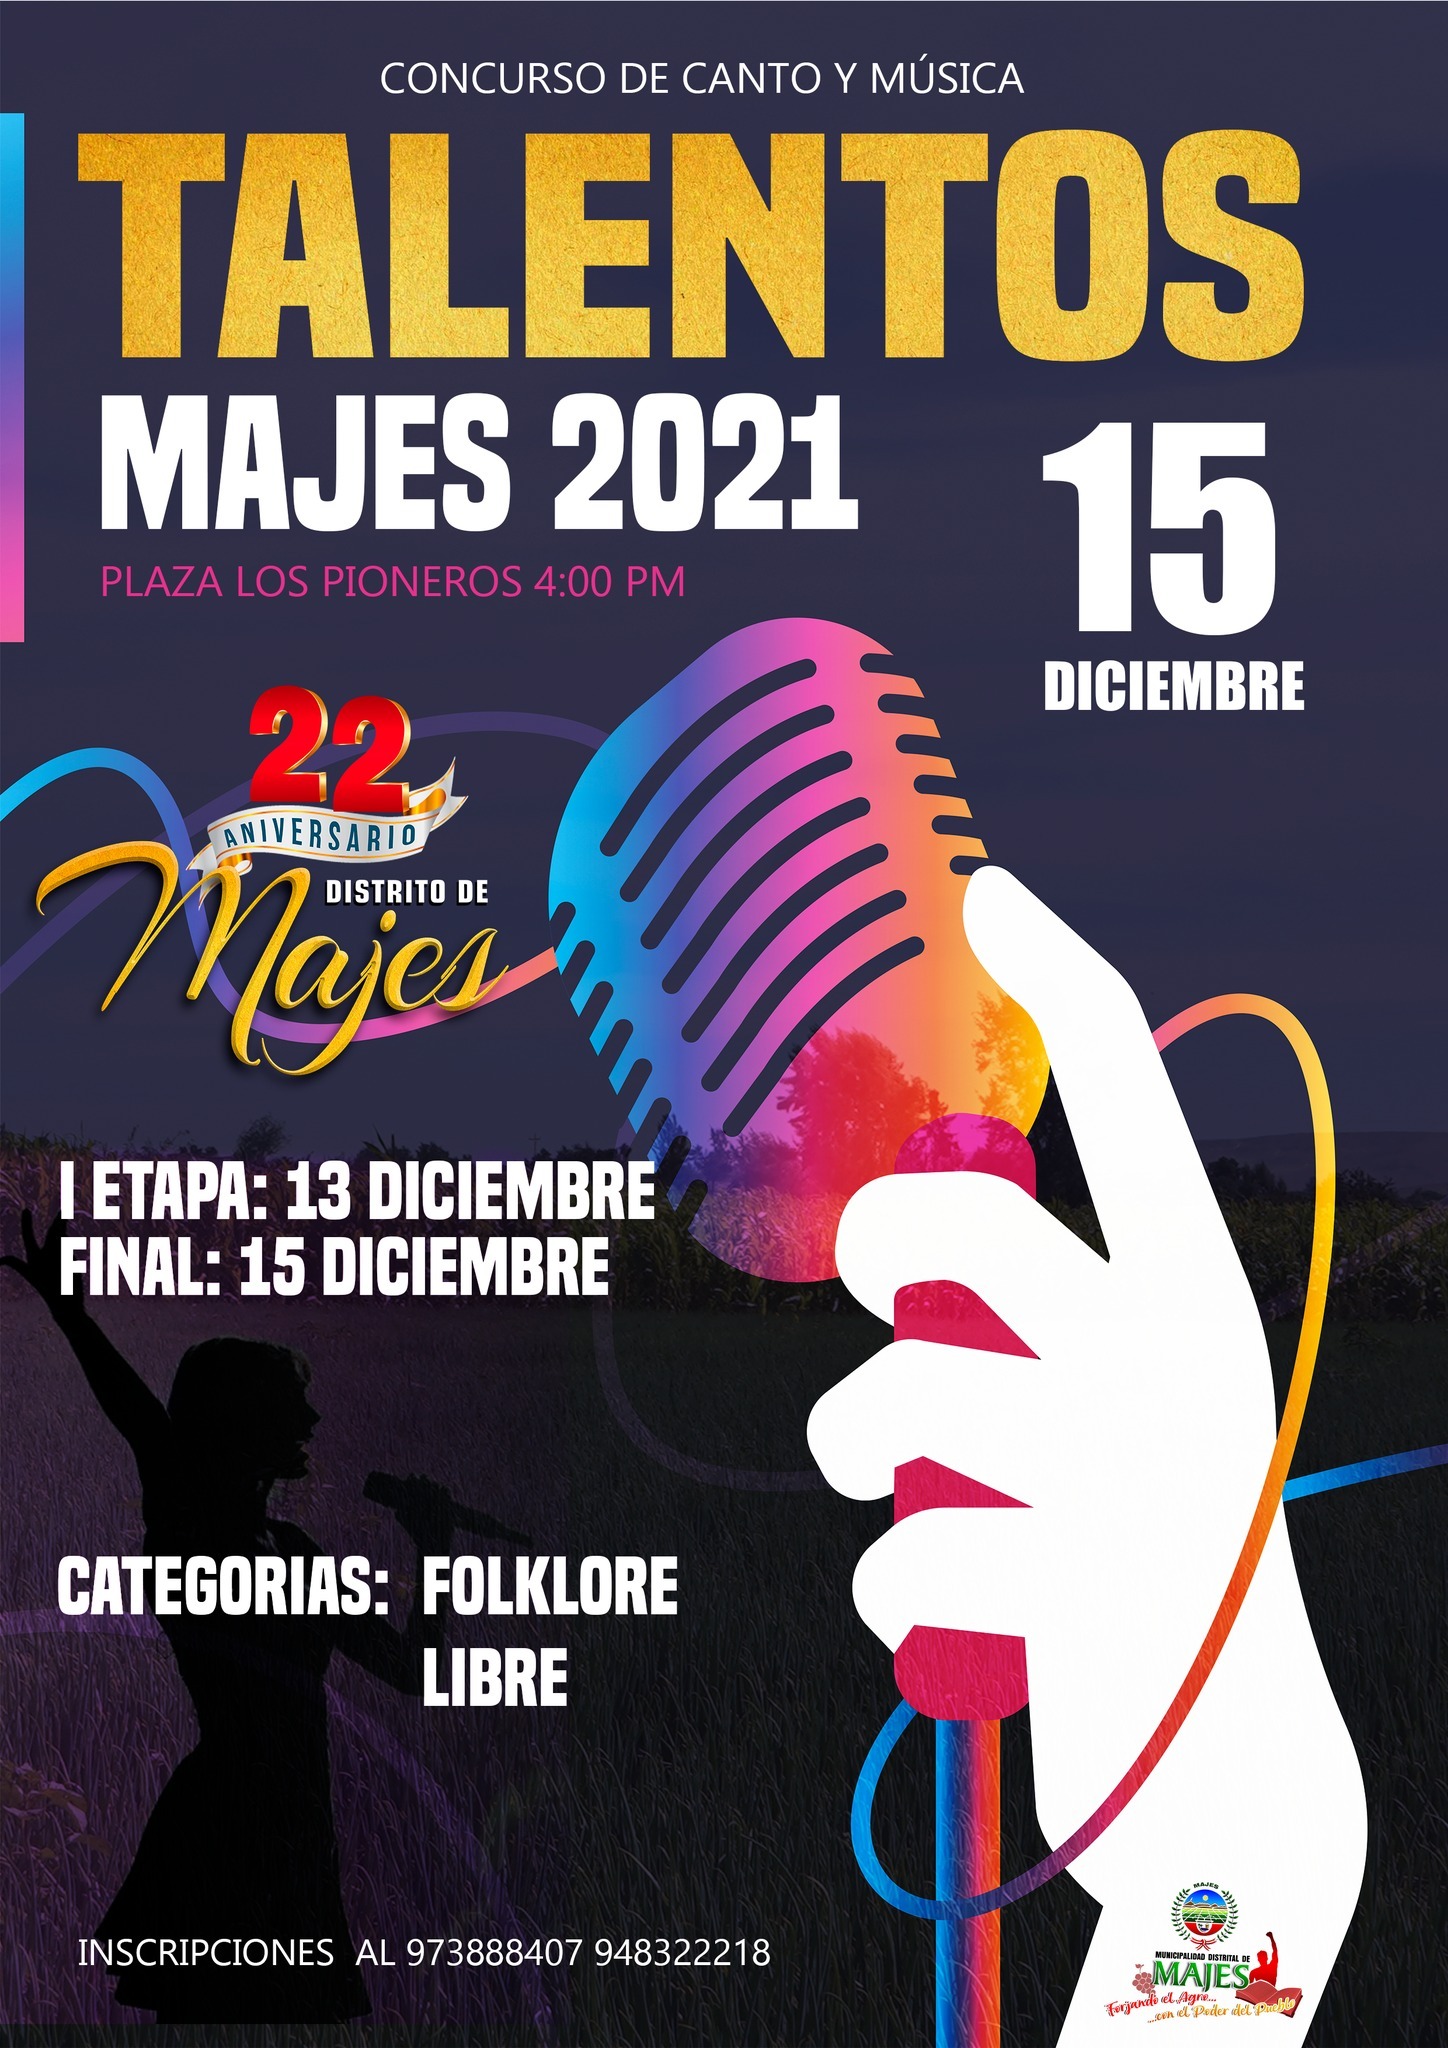 CONCURSO DE CANTO Y MÚSICA
TALENTOS
MAJES 2021
PLAZA LOS PIONEROS 4:00 PM
15
DICIEMBRE
22
ANIVERSARIO
DISTRITO DE
Majes
I ETAPA: 13 DICIEMBRE
FINAL: 15 DICIEMBRE
CATEGORIAS: FOLKLORE
LIBRE
INSCRIPCIONES AL 973888407 948322218
MAJES
MUNICIPALIDAD DISTRITAL DE
MAJES
Forjando el Agro...
...con el Poder del Pueblo